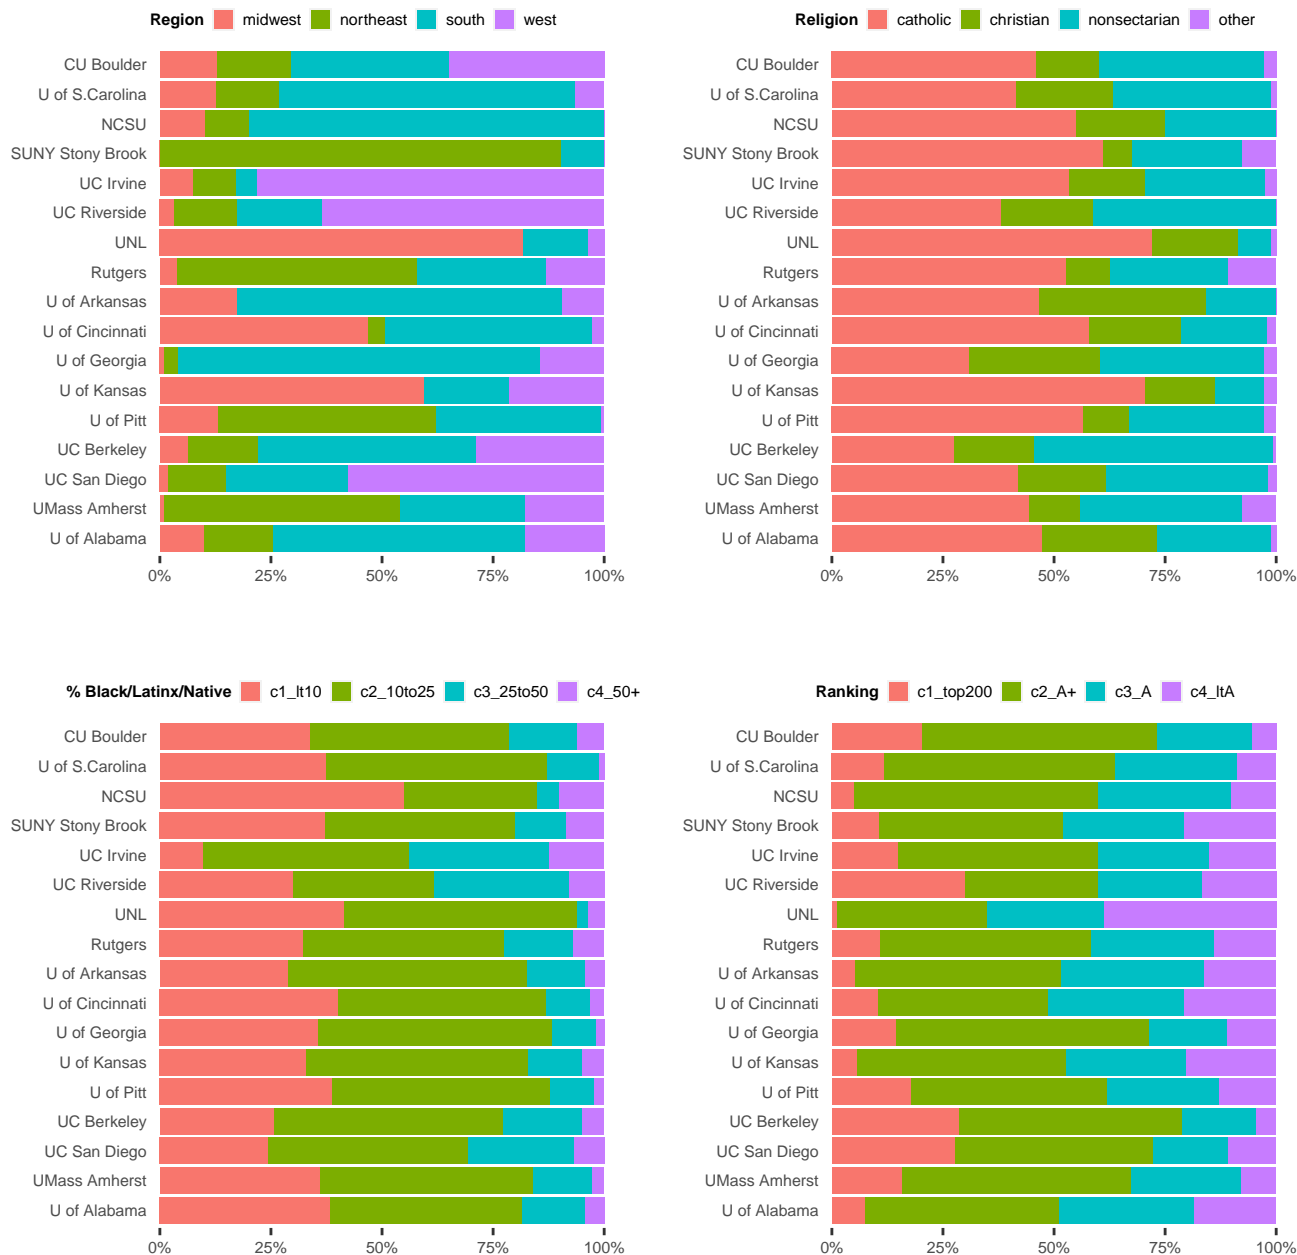 Region midwest northeast south west
CU Boulder
U of S.Carolina
NCSU
SUNY Stony Brook
UC Irvine
UC Riverside
UNL
Rutgers
U of Arkansas
U of Cincinnati
U of Georgia
U of Kansas
U of Pitt
UC Berkeley
UC San Diego
UMass Amherst
U of Alabama
0% 25% 50% 75% 100%
Religion catholic christian nonsectarian other
CU Boulder
U of S.Carolina
NCSU
SUNY Stony Brook
UC Irvine
UC Riverside
UNL
Rutgers
U of Arkansas
U of Cincinnati
U of Georgia
U of Kansas
U of Pitt
UC Berkeley
UC San Diego
UMass Amherst
U of Alabama
0% 25% 50% 75% 100%
% Black/Latinx/Native c1_lt10 c2_10to25 c3_25to50 c4_50+
CU Boulder
U of S.Carolina
NCSU
SUNY Stony Brook
UC Irvine
UC Riverside
UNL
Rutgers
U of Arkansas
U of Cincinnati
U of Georgia
U of Kansas
U of Pitt
UC Berkeley
UC San Diego
UMass Amherst
U of Alabama
0% 25% 50% 75% 100%
Ranking c1_top200 c2_A+ c3_A c4_ltA
CU Boulder
U of S.Carolina
NCSU
SUNY Stony Brook
UC Irvine
UC Riverside
UNL
Rutgers
U of Arkansas
U of Cincinnati
U of Georgia
U of Kansas
U of Pitt
UC Berkeley
UC San Diego
UMass Amherst
U of Alabama
0% 25% 50% 75% 100%